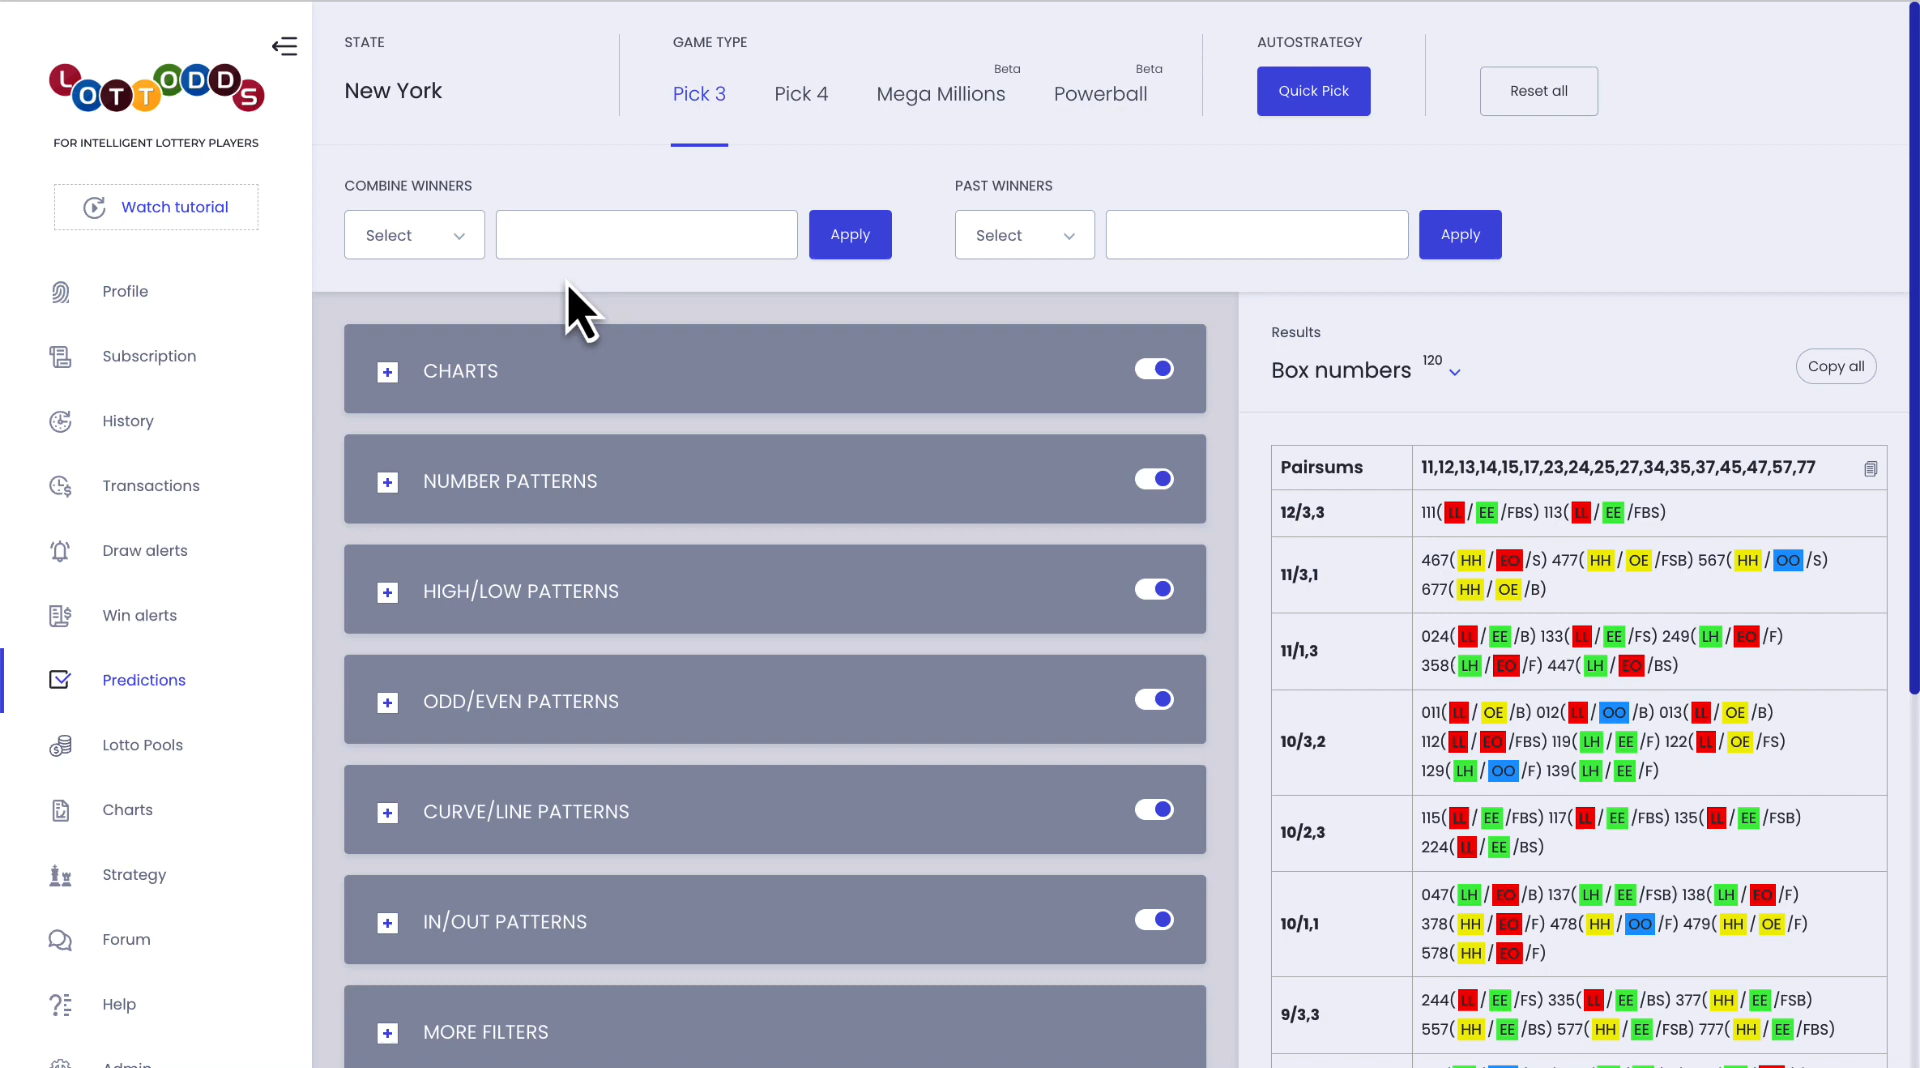 LOTTODDS
FOR INTELLIGENT LOTTERY PLAYERS
Watch tutorial
Profile
Subscription
History
Transactions
Draw alerts
Win alerts
Predictions
Lotto Pools
Charts
Strategy
Forum
Help
Admin
STATE
New York
GAME TYPE
Pick 3
Pick 4
Beta
Mega Millions
Beta
Powerball
AUTOSTRATEGY
Quick Pick
Reset all
COMBINE WINNERS
Select
Apply
PAST WINNERS
Select
Apply
CHARTS
NUMBER PATTERNS
HIGH/LOW PATTERNS
ODD/EVEN PATTERNS
CURVE/LINE PATTERNS
IN/OUT PATTERNS
MORE FILTERS
Results
Box numbers 120
Copy all
Pairsums 11,12,13,14,15,17,23,24,25,27,34,35,37,45,47,57,77
12/3,3 111( LL / EE /FBS) 113( LL / EE /FBS)
11/3,1 467( HH / EO /S) 477( HH / OE /FSB) 567( HH / OO /S)
677( HH / OE /B)
11/1,3 024( LL / EE /B) 133( LL / EE /FS) 249( LH / EO /F)
358( LH / EO /F) 447( LH / EO /BS)
10/3,2 011( LL / OE /B) 012( LL / OO /B) 013( LL / OE /B)
112( LL / EO /FBS) 119( LH / EE /F) 122( LL / OE /FS)
129( LH / OO /F) 139( LH / EE /F)
10/2,3 115( LL / EE /FBS) 117( LL / EE /FBS) 135( LL / EE /FSB)
224( LL / EE /BS)
10/1,1 047( LH / EO /B) 137( LH / EE /FSB) 138( LH / EO /F)
378( HH / EO /F) 478( HH / OO /F) 479( HH / OE /F)
578( HH / EO /F)
9/3,3 244( LL / EE /FS) 335( LL / EE /BS) 377( HH / EE /FSB)
557( HH / EE /BS) 577( HH / EE /FSB) 777( HH / EE /FBS)